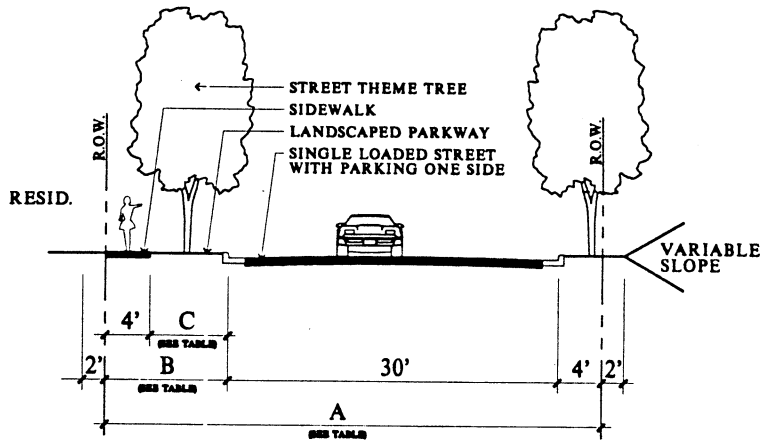 STREET THEME TREE
SIDEWALK
LANDSCAPED PARKWAY
SINGLE LOADED STREET
WITH PARKING ONE SIDE
R.O.W.
R.O.W.
RESID.
VARIABLE
SLOPE
4'
C
(SEE TABLE)
2'
B
(SEE TABLE)
30'
4'
2'
A
(SEE TABLE)